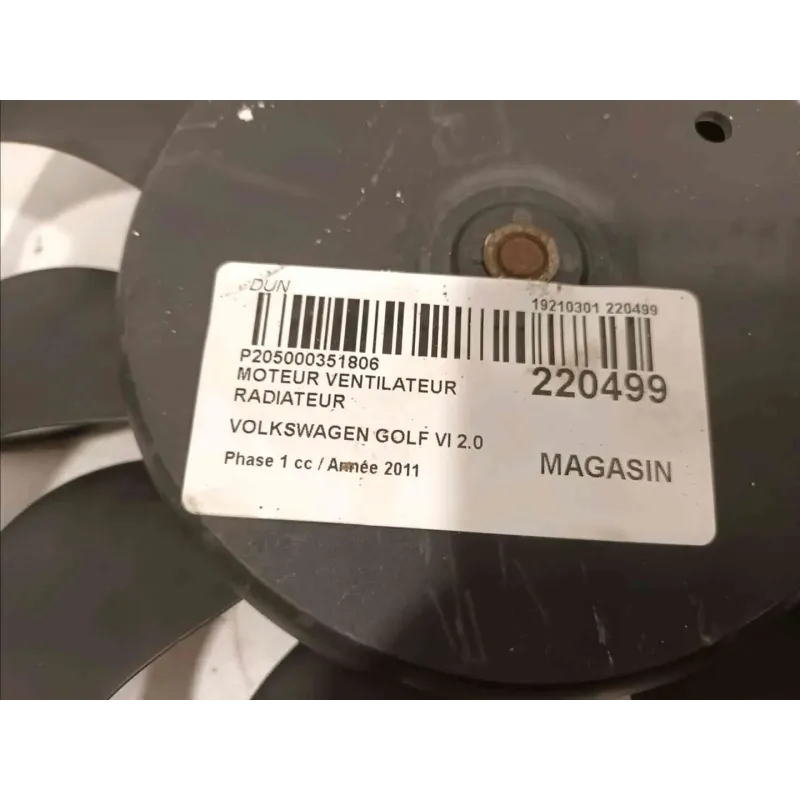 DUN
19210301 220499
P205000351806
220499
MOTEUR VENTILATEUR
RADIATEUR
VOLKSWAGEN GOLF VI 2.0
Phase 1 cc / Année 2011
MAGASIN